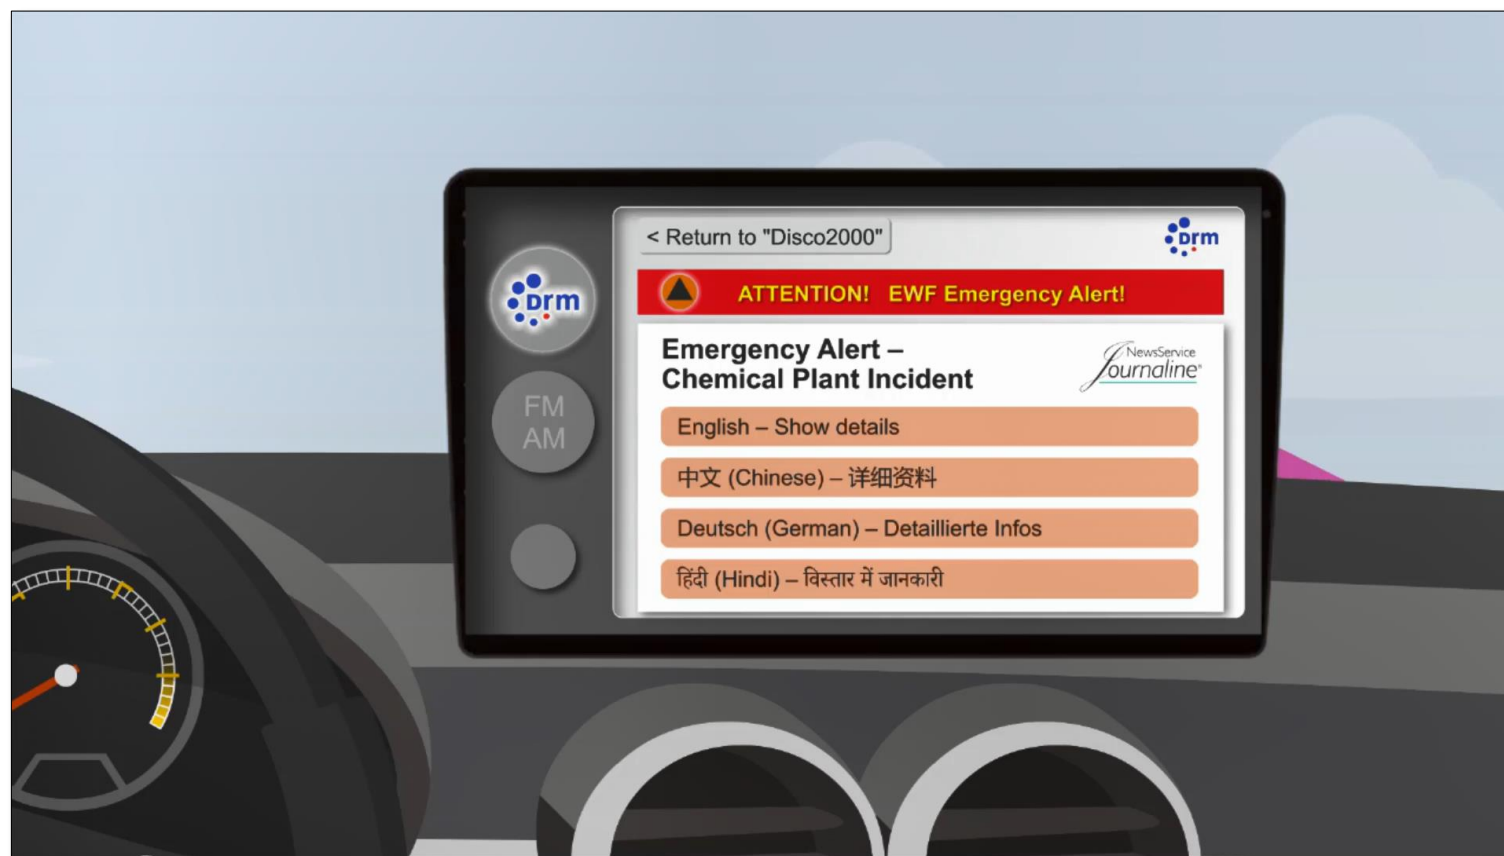 < Return to "Disco2000"
Drm
Drm
ATTENTION! EWF Emergency Alert!
Emergency Alert –
Chemical Plant Incident
NewsService
Journaline®
FM
AM
English – Show details
中文 (Chinese) – 详细资料
Deutsch (German) – Detaillierte Infos
हिंदी (Hindi) – विस्तार में जानकारी